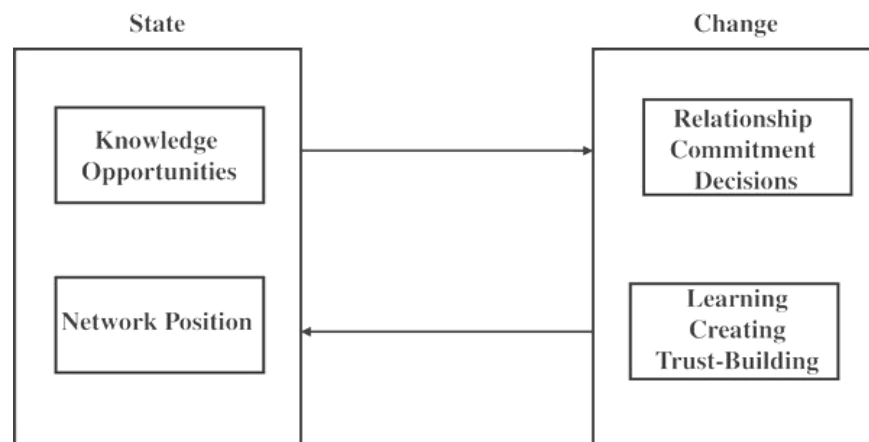 State
Change
Knowledge
Opportunities
Relationship
Commitment
Decisions
Network Position
Learning
Creating
Trust-Building